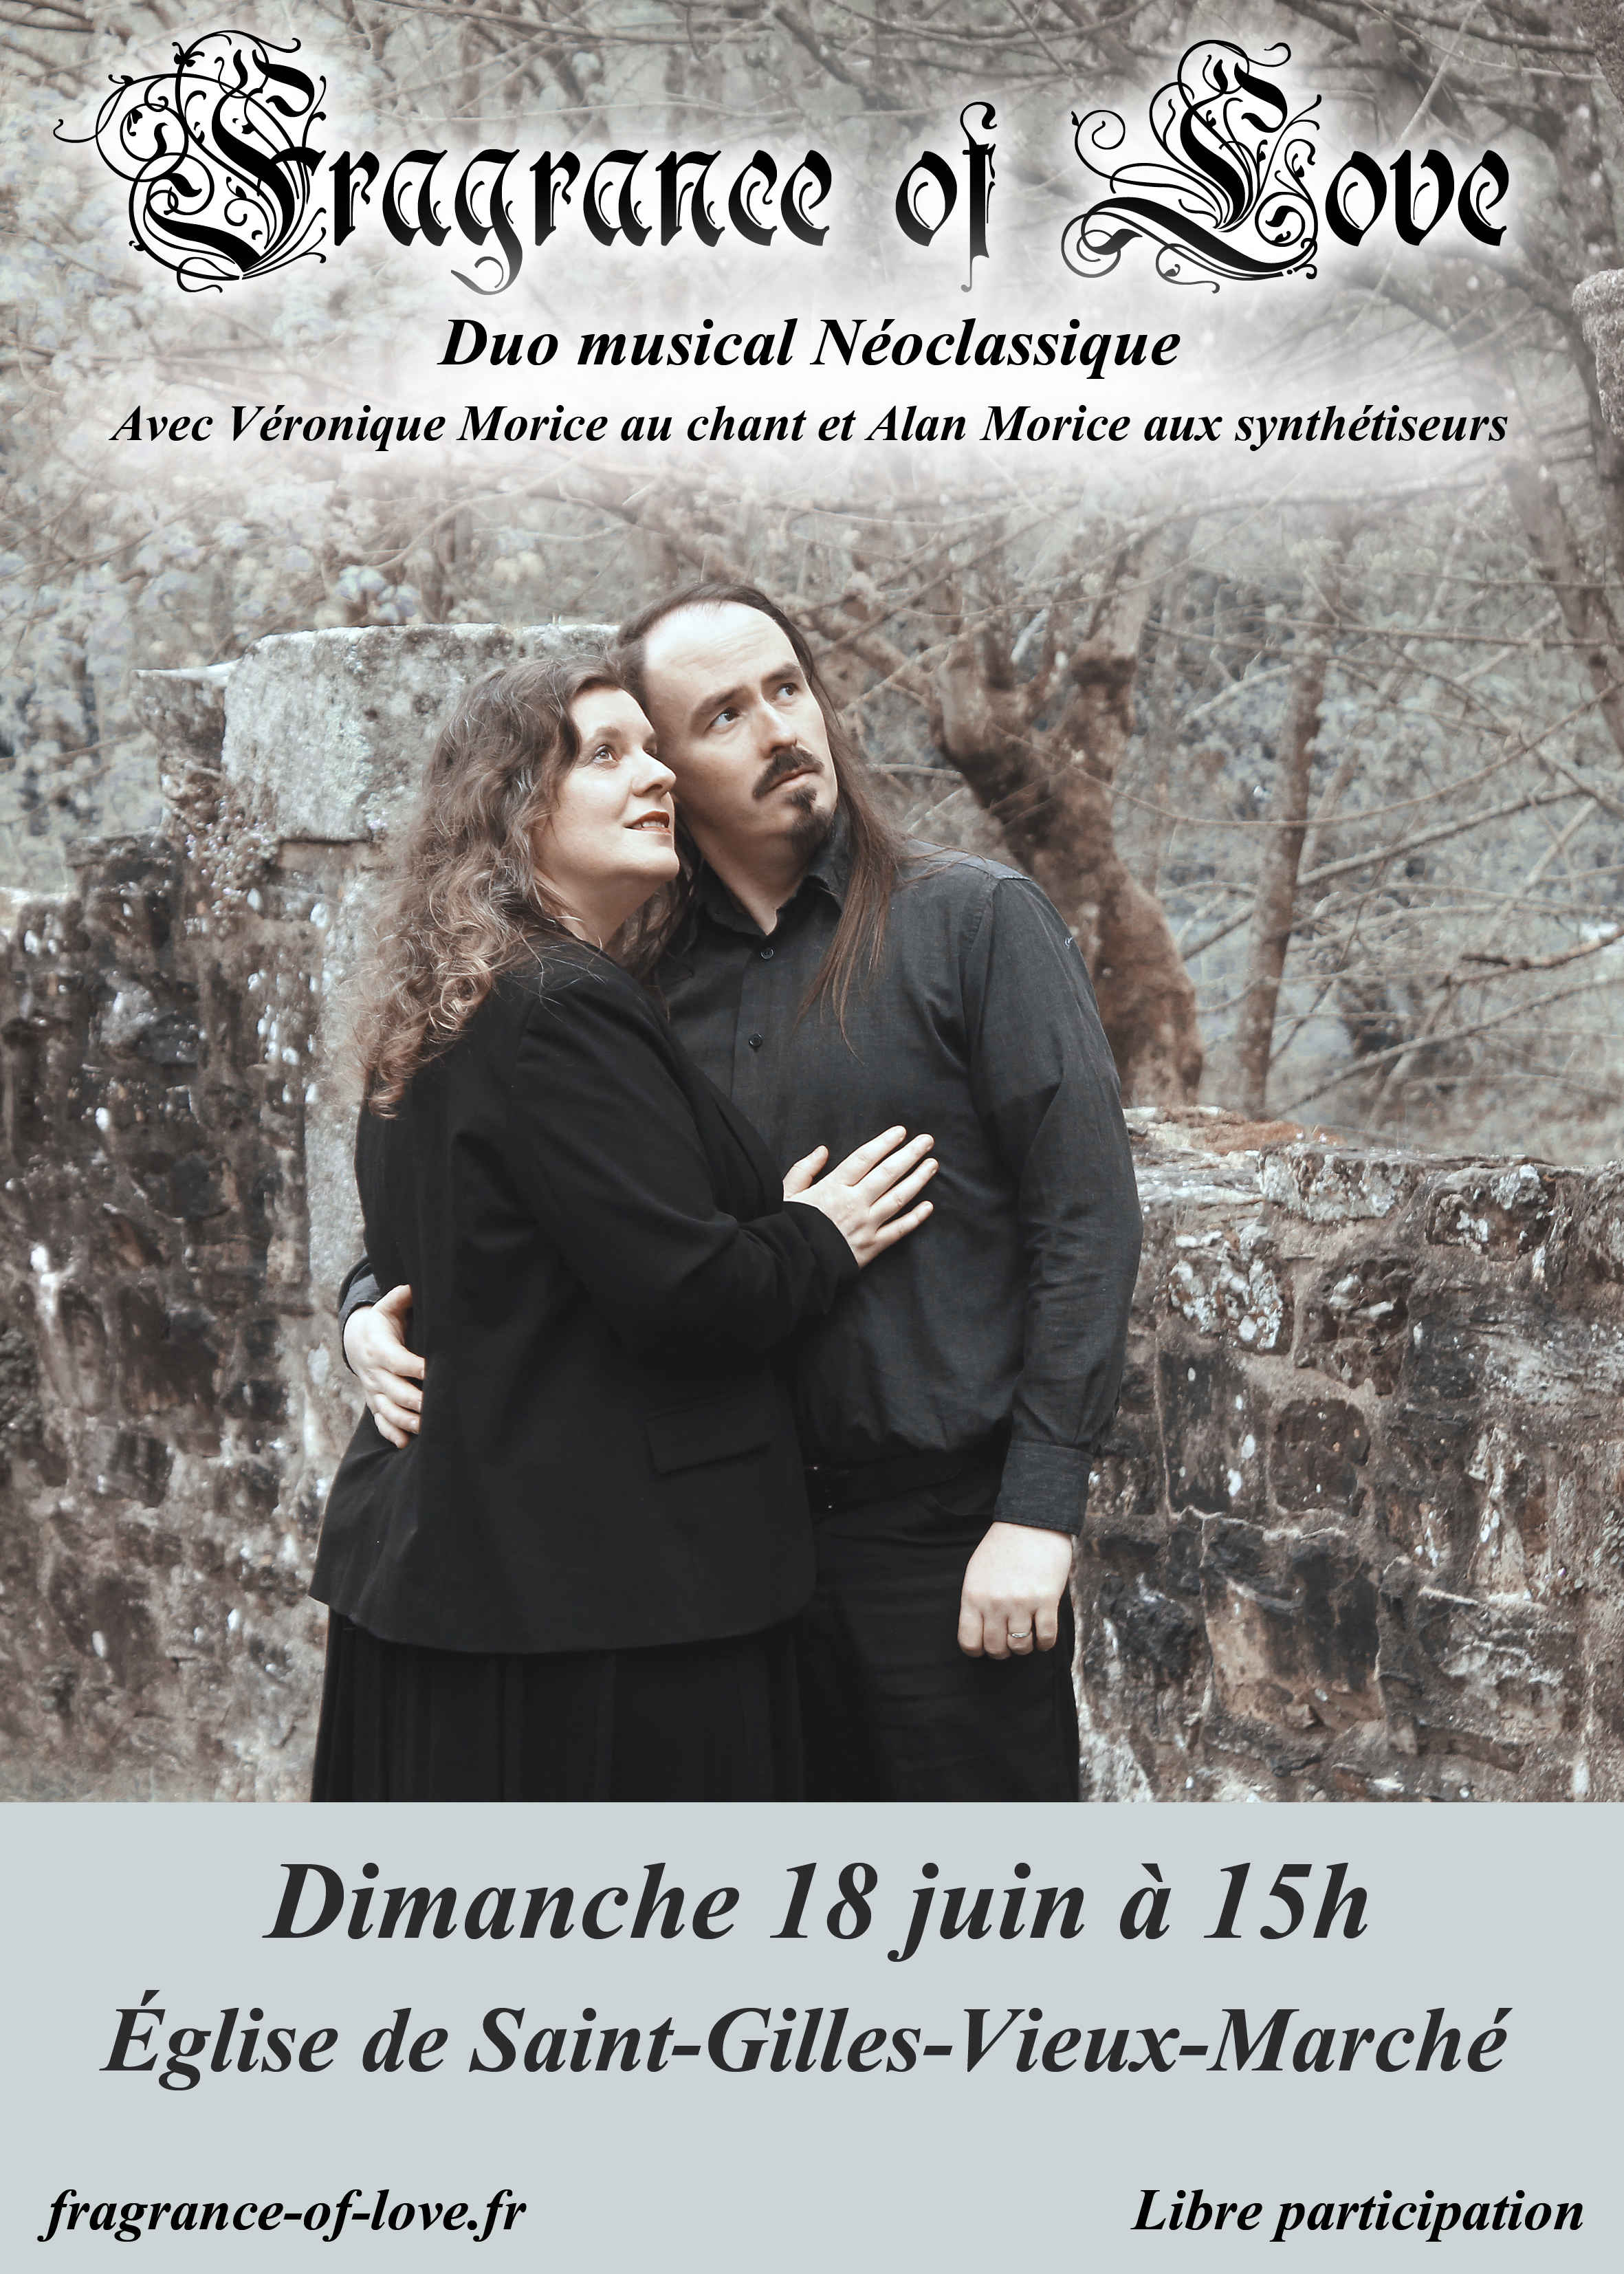 Fragrance of Love
Duo musical Néoclassique
Avec Véronique Morice au chant et Alan Morice aux synthétiseurs
Dimanche 18 juin à 15h
Église de Saint-Gilles-Vieux-Marché
fragrance-of-love.fr
Libre participation